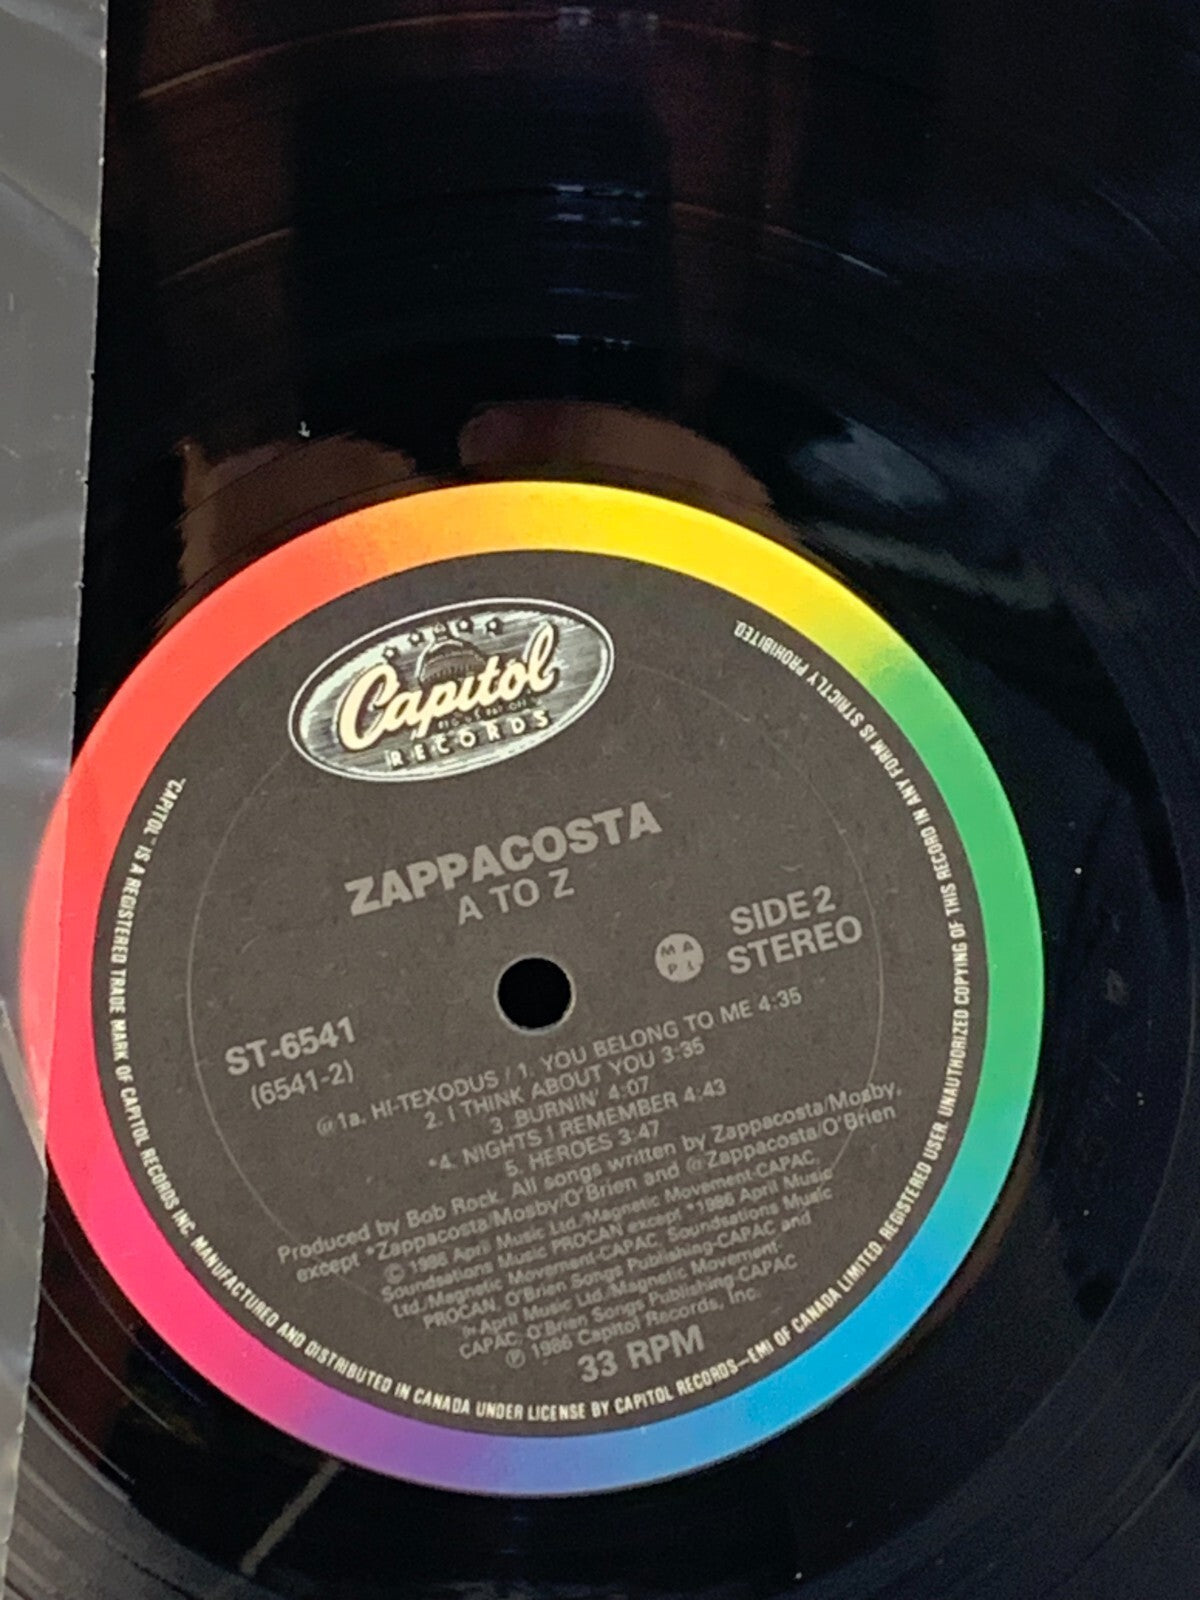 Capitol
RECORDS
ZAPPACOSTA
A TO Z
SIDE 2
STEREO
MAPL
ST-6541
(6541-2)
@1a. HI-TEXODUS / 1. YOU BELONG TO ME 4:35
2. I THINK ABOUT YOU 3:35
3. BURNIN' 4:07
*4. NIGHTS I REMEMBER 4:43
5. HEROES 3:47
Produced by Bob Rock. All songs written by Zappacosta/Mosby,
except *Zappacosta/Mosby/O'Brien and @Zappacosta/O'Brien
© 1986 April Music Ltd./Magnetic Movement-CAPAC,
Soundsations Music PROCAN except *1986 April Music
Ltd./Magnetic Movement-CAPAC, Soundsations Music
PROCAN, O'Brien Songs Publishing-CAPAC and
April Music Ltd./Magnetic Movement-
CAPAC, O'Brien Songs Publishing-CAPAC
℗ 1986 Capitol Records, Inc.
33 RPM
"CAPITOL" IS A REGISTERED TRADE MARK OF CAPITOL RECORDS INC. MANUFACTURED AND DISTRIBUTED IN CANADA UNDER LICENSE BY CAPITOL RECORDS—EMI OF CANADA LIMITED, REGISTERED USER. UNAUTHORIZED COPYING OF THIS RECORD IN ANY FORM IS STRICTLY PROHIBITED.